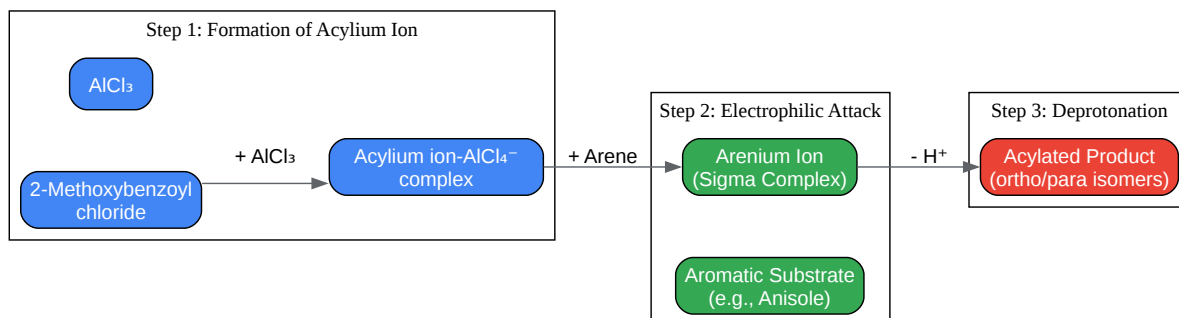 Step 1: Formation of Acylium Ion
AlCl₃
2-Methoxybenzoyl
chloride
+ AlCl₃
Acylium ion-AlCl₄⁻
complex
+ Arene
Step 2: Electrophilic Attack
Arenium Ion
(Sigma Complex)
Aromatic Substrate
(e.g., Anisole)
- H⁺
Step 3: Deprotonation
Acylated Product
(ortho/para isomers)